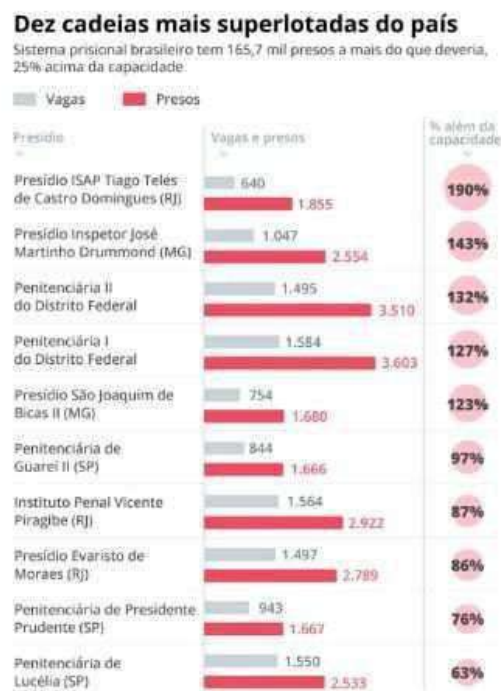 Dez cadeias mais superlotadas do país
Sistema prisional brasileiro tem 165,7 mil presos a mais do que deveria,
25% acima da capacidade
Vagas Presos
Presídio Vagas e presos % além da
capacidade
Presídio ISAP Tiago Teles
de Castro Domingues (RJ)
640
1.855
190%
Presídio Inspetor José
Martinho Drummond (MG)
1.047
2.554
143%
Penitenciária II
do Distrito Federal
1.495
3.510
132%
Penitenciária I
do Distrito Federal
1.584
3.603
127%
Presídio São Joaquim de
Bicas II (MG)
754
1.680
123%
Penitenciária de
Guareí II (SP)
844
1.666
97%
Instituto Penal Vicente
Piragibe (RJ)
1.564
2.922
87%
Presídio Evaristo de
Moraes (RJ)
1.497
2.789
86%
Penitenciária de Presidente
Prudente (SP)
943
1.667
76%
Penitenciária de
Lucélia (SP)
1.550
2.533
63%